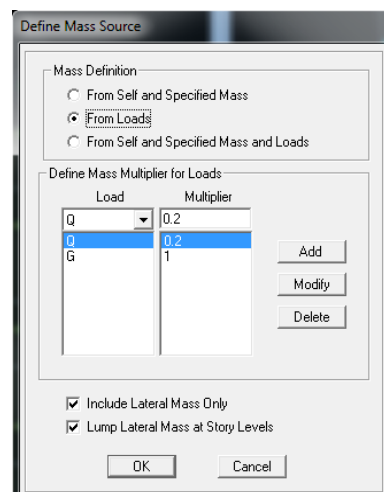 Define Mass Source
Mass Definition
From Self and Specified Mass
From Loads
From Self and Specified Mass and Loads
Define Mass Multiplier for Loads
Load Multiplier
Q 0.2
Q 0.2
G 1
Add
Modify
Delete
Include Lateral Mass Only
Lump Lateral Mass at Story Levels
OK Cancel